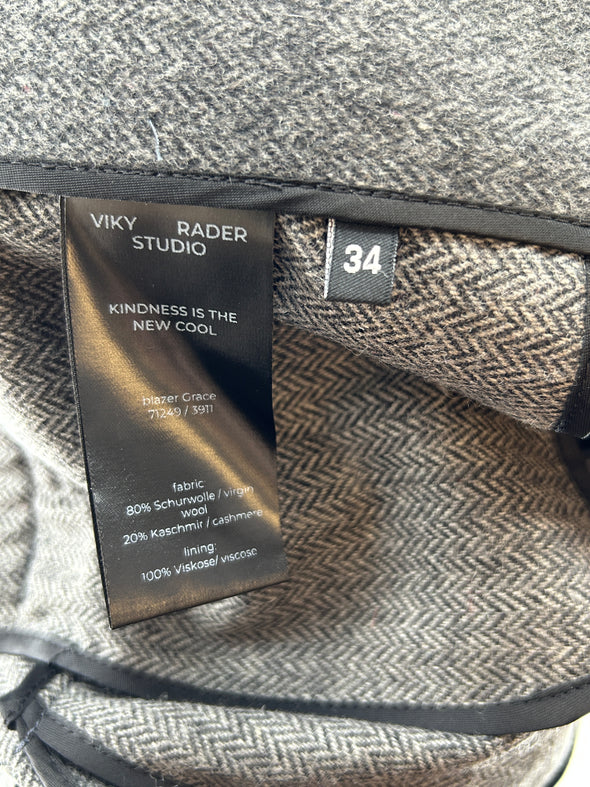 VIKY RADER
STUDIO
34
KINDNESS IS THE
NEW COOL
blazer Grace
71249 / 3911
fabric
80% Schurwolle / virgin
wool
20% Kaschmir / cashmere
lining:
100% Viskose/ viscose